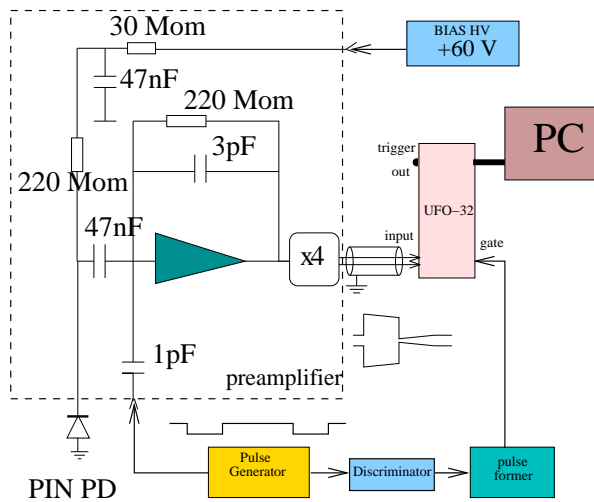 30 Mom
BIAS HV
+60 V
47nF
220 Mom
3pF
PC
trigger
out
220 Mom
UFO−32
47nF
input
gate
x4
1pF
preamplifier
PIN PD
Pulse
Generator
Discriminator
pulse
former